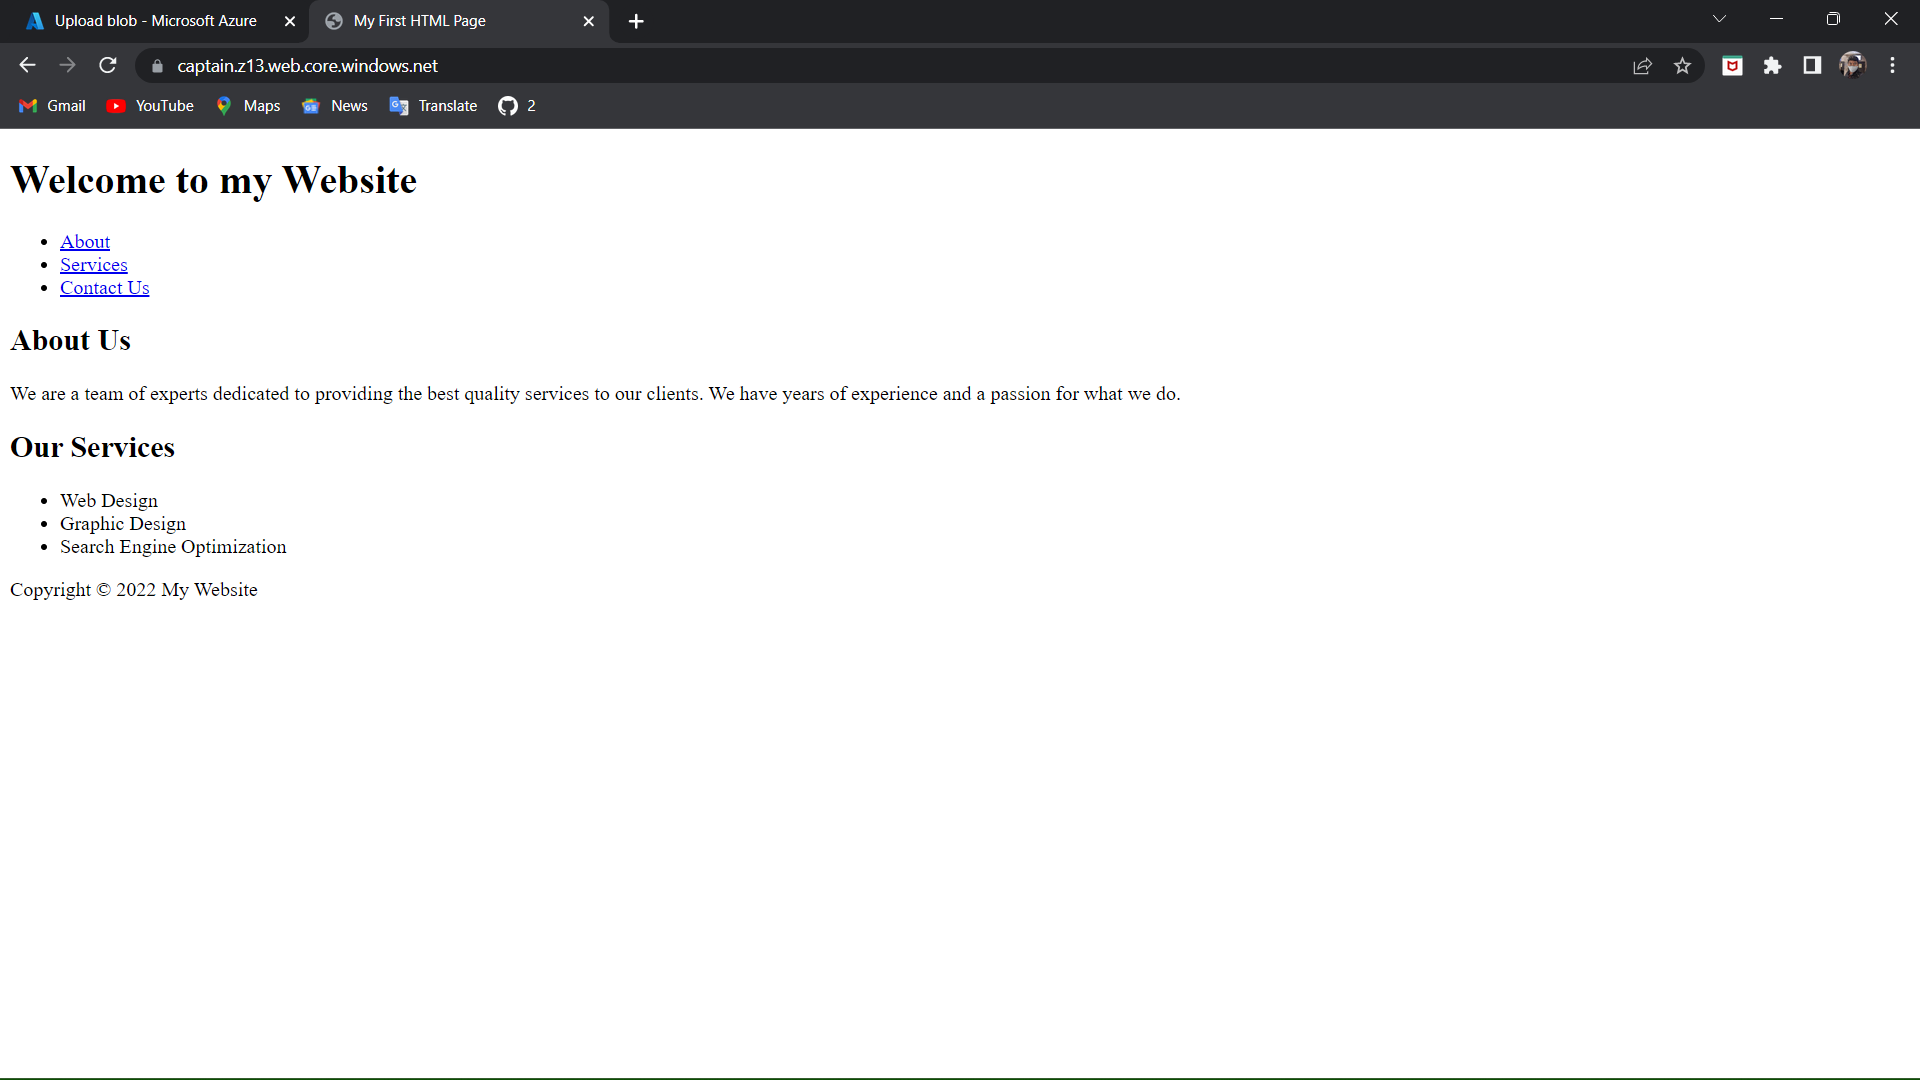 Upload blob - Microsoft Azure
My First HTML Page
captain.z13.web.core.windows.net
Gmail
YouTube
Maps
News
Translate
2
Welcome to my Website
About
Services
Contact Us
About Us
We are a team of experts dedicated to providing the best quality services to our clients. We have years of experience and a passion for what we do.
Our Services
Web Design
Graphic Design
Search Engine Optimization
Copyright © 2022 My Website